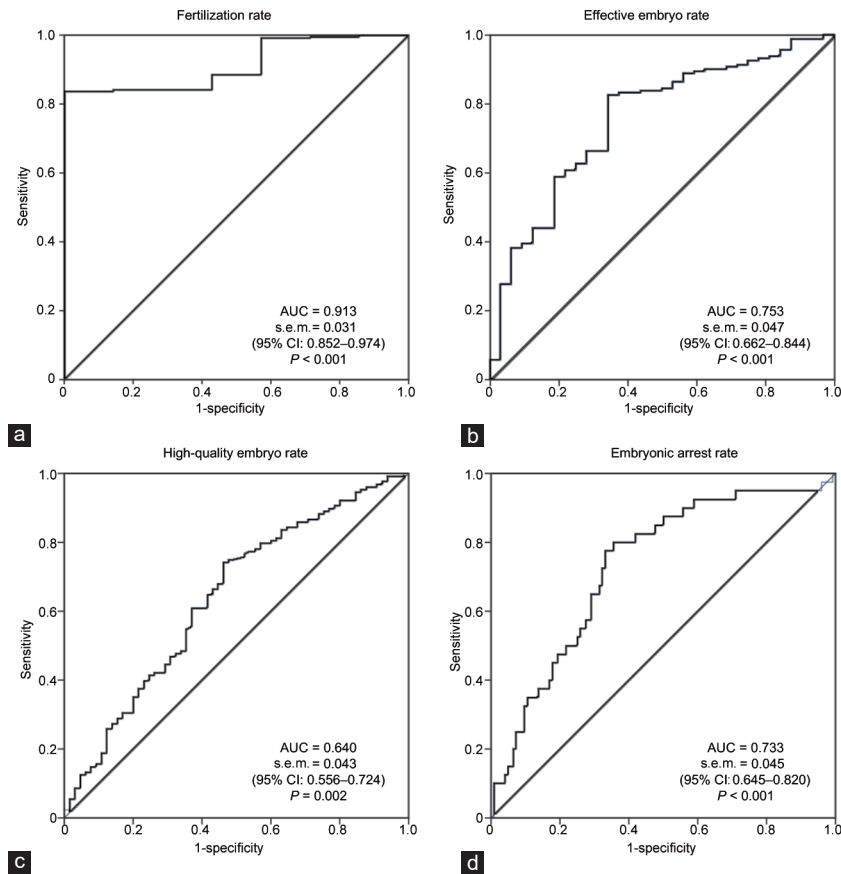 Fertilization rate
1.0
0.8
0.6
0.4
0.2
0
Sensitivity
AUC = 0.913
s.e.m. = 0.031
(95% CI: 0.852–0.974)
P < 0.001
0 0.2 0.4 0.6 0.8 1.0
1-specificity
a
Effective embryo rate
1.0
0.8
0.6
0.4
0.2
0
Sensitivity
AUC = 0.753
s.e.m. = 0.047
(95% CI: 0.662–0.844)
P < 0.001
0 0.2 0.4 0.6 0.8 1.0
1-specificity
b
High-quality embryo rate
1.0
0.8
0.6
0.4
0.2
0
Sensitivity
AUC = 0.640
s.e.m. = 0.043
(95% CI: 0.556–0.724)
P = 0.002
0 0.2 0.4 0.6 0.8 1.0
1-specificity
c
Embryonic arrest rate
1.0
0.8
0.6
0.4
0.2
0
Sensitivity
AUC = 0.733
s.e.m. = 0.045
(95% CI: 0.645–0.820)
P < 0.001
0 0.2 0.4 0.6 0.8 1.0
1-specificity
d